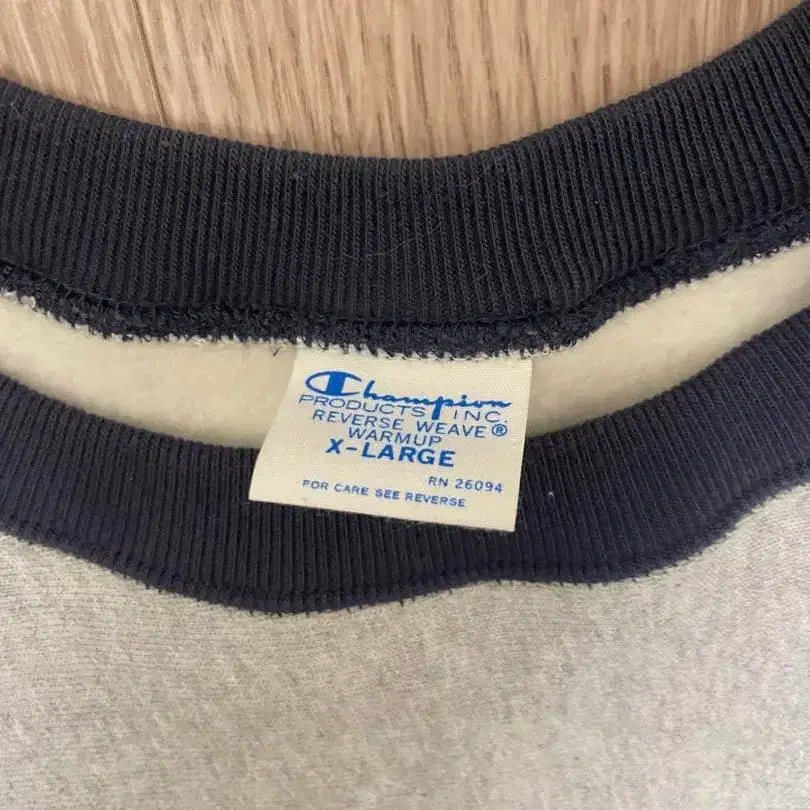 Champion
PRODUCTS INC.
REVERSE WEAVE®
WARMUP
X-LARGE
RN 26094
FOR CARE SEE REVERSE